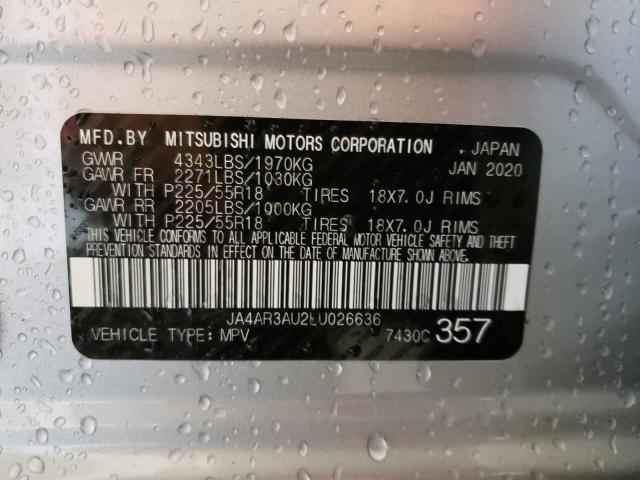 MFD.BY MITSUBISHI MOTORS CORPORATION , JAPAN
GVWR 4343LBS/1970KG JAN 2020
GAWR FR 2271LBS/1030KG
WITH P225/55R18 TIRES 18X7.0J RIMS
GAWR RR 2205LBS/1000KG
WITH P225/55R18 TIRES 18X7.0J RIMS
THIS VEHICLE CONFORMS TO ALL APPLICABLE FEDERAL MOTOR VEHICLE SAFETY AND THEFT
PREVENTION STANDARDS IN EFFECT ON THE DATE OF MANUFACTURE SHOWN ABOVE.
JA4AR3AU2LU026636
VEHICLE TYPE: MPV 7430C 357